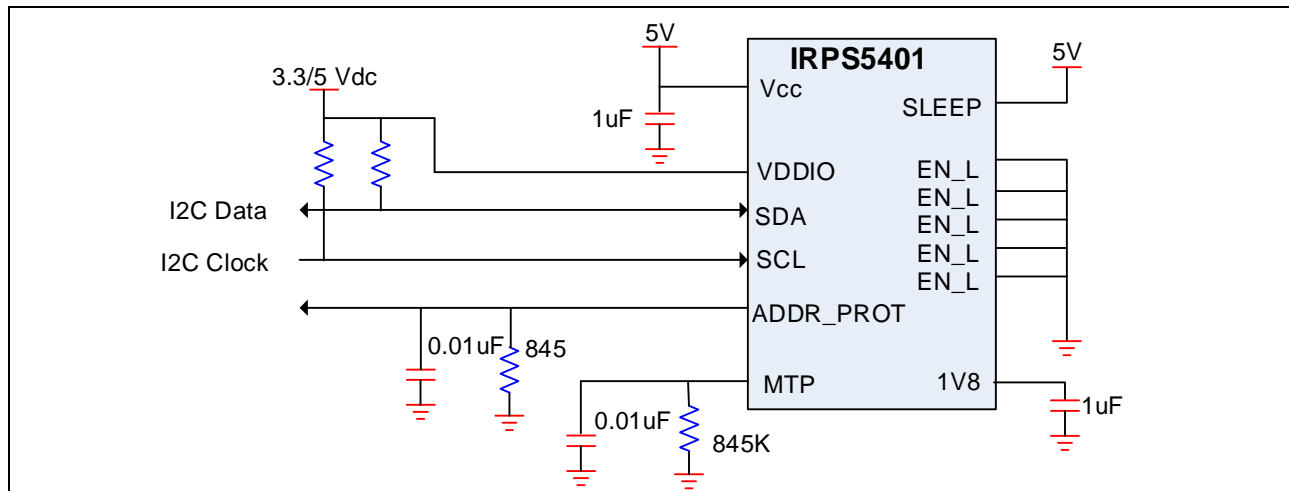 5V
IRPS5401
5V
3.3/5 Vdc
Vcc
SLEEP
1uF
VDDIO
EN_L
EN_L
I2C Data
SDA
EN_L
I2C Clock
SCL
EN_L
EN_L
ADDR_PROT
0.01uF
845
MTP
1V8
0.01uF
1uF
845K